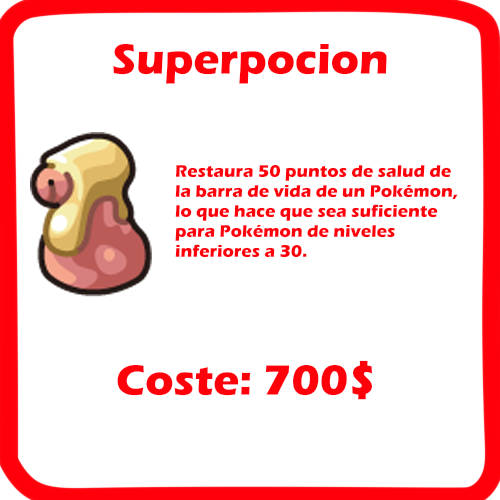 Superpocion
Restaura 50 puntos de salud de
la barra de vida de un Pokémon,
lo que hace que sea suficiente
para Pokémon de niveles
inferiores a 30.
Coste: 700$